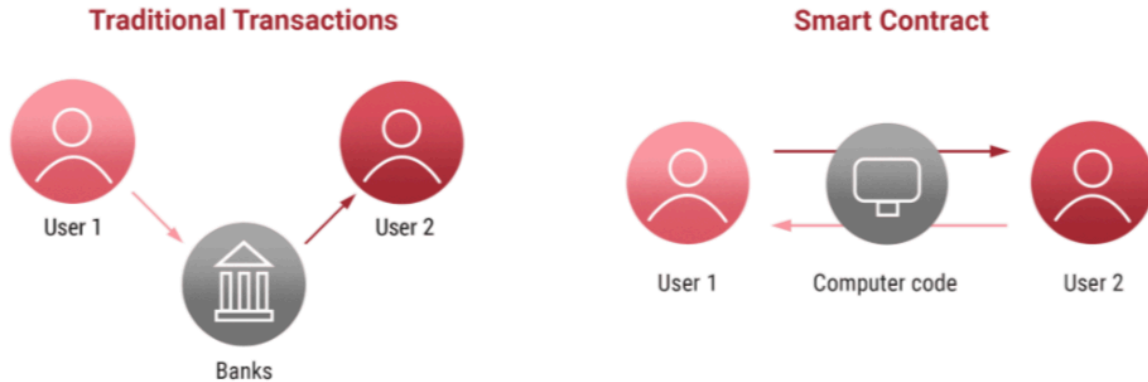 Traditional Transactions
User 1
User 2
Banks
Smart Contract
User 1
Computer code
User 2